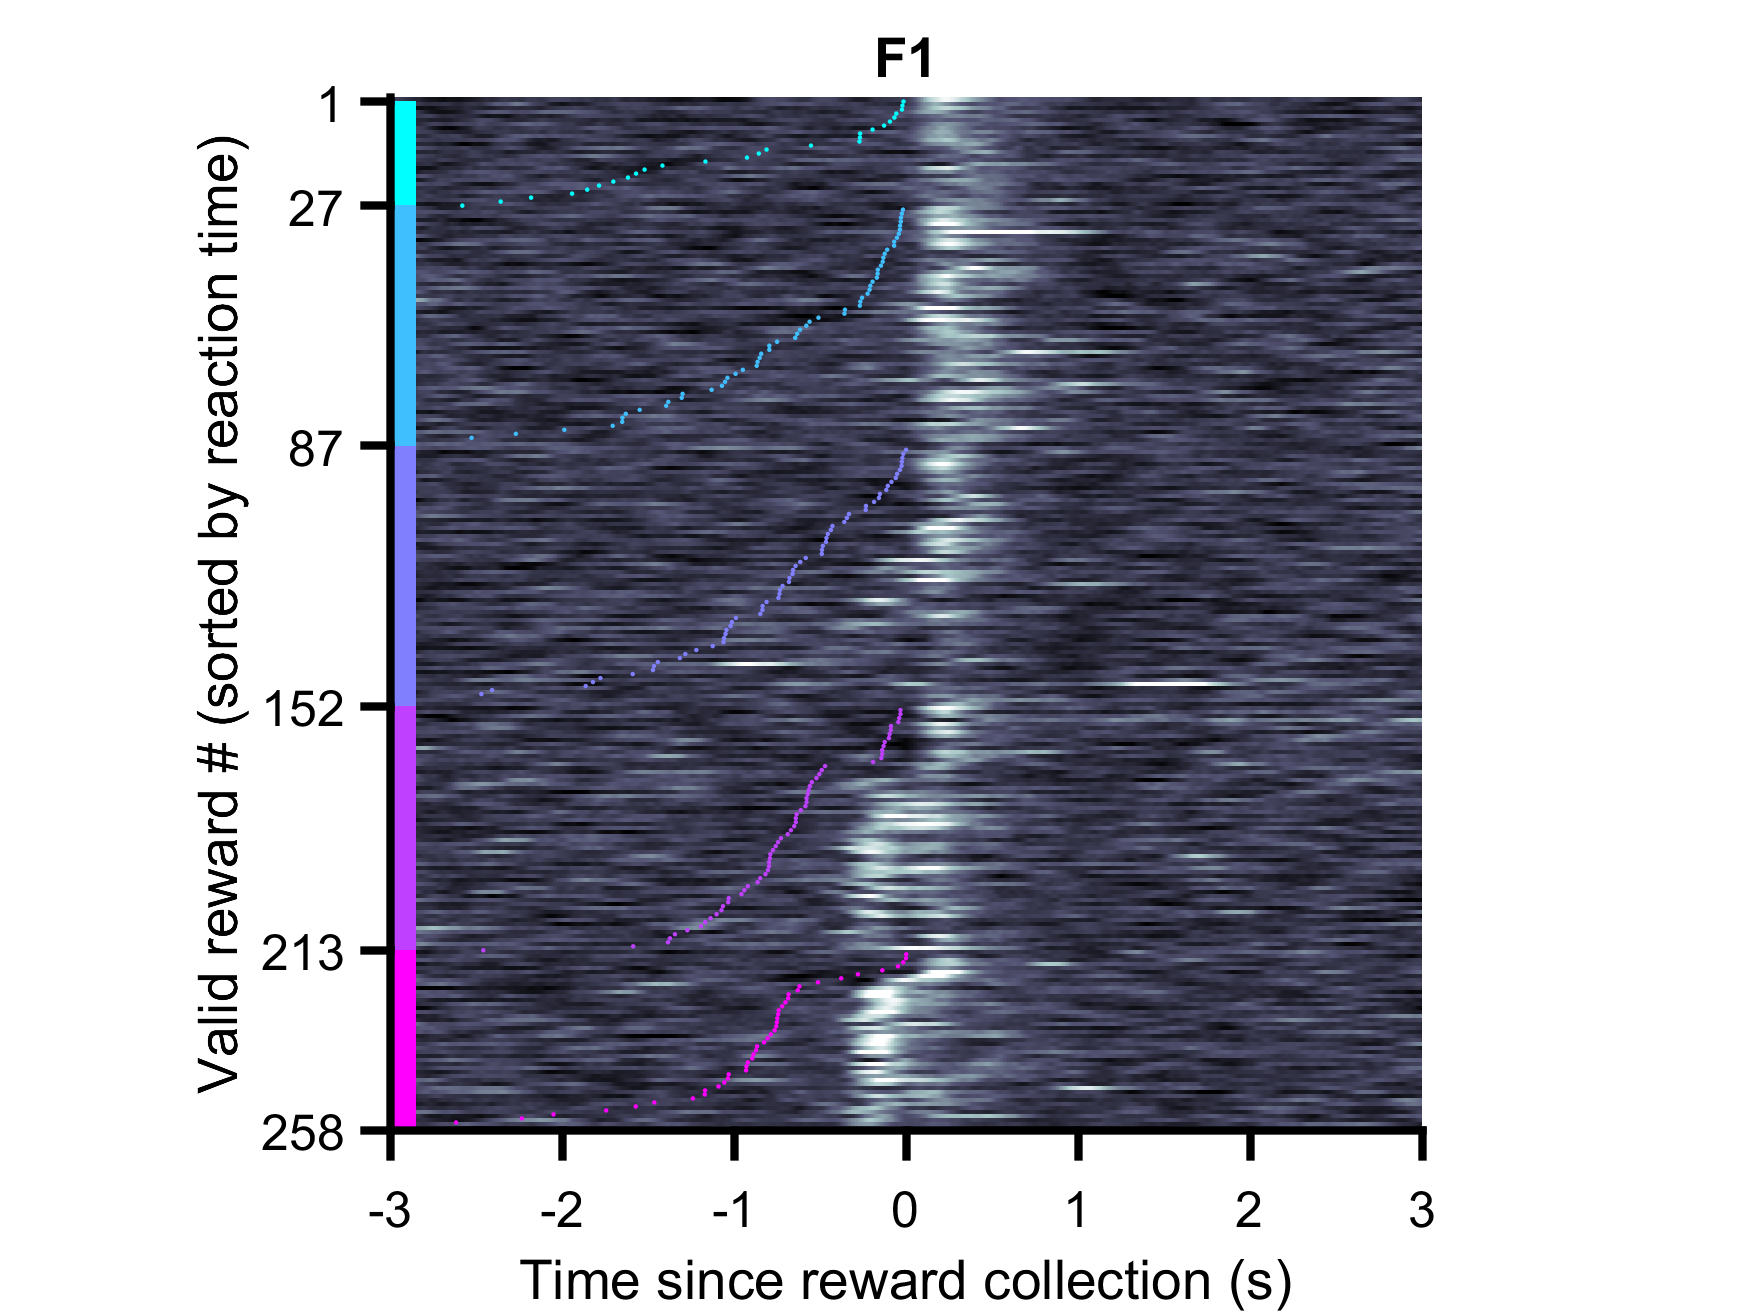 F1
Valid reward # (sorted by reaction time)
1
27
87
152
213
258
-3 -2 -1 0 1 2 3
Time since reward collection (s)